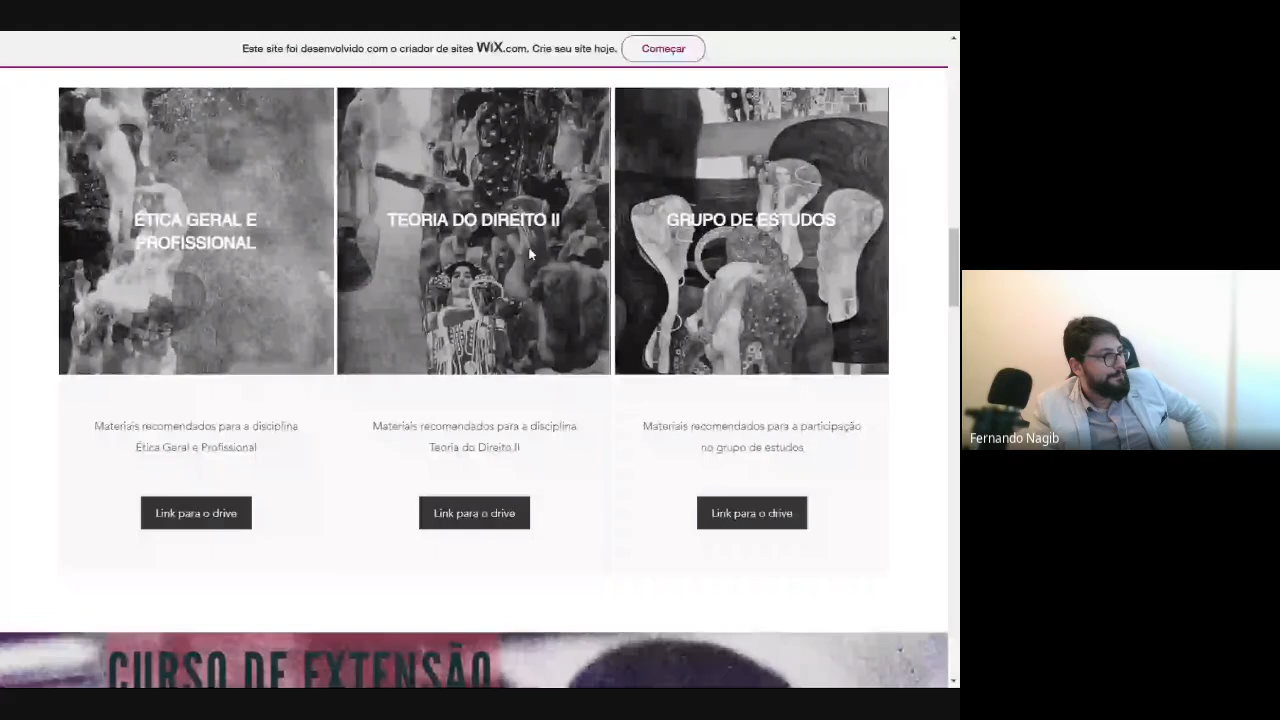 Este site foi desenvolvido com o criador de sites WiX.com. Crie seu site hoje. Começar
ÉTICA GERAL E
PROFISSIONAL
TEORIA DO DIREITO II
GRUPO DE ESTUDOS
Materiais recomendados para a disciplina
Ética Geral e Profissional
Materiais recomendados para a disciplina
Teoria do Direito II
Materiais recomendados para a participação
no grupo de estudos
Link para o drive
Link para o drive
Link para o drive
CURSO DE EXTENSÃO
Fernando Nagib